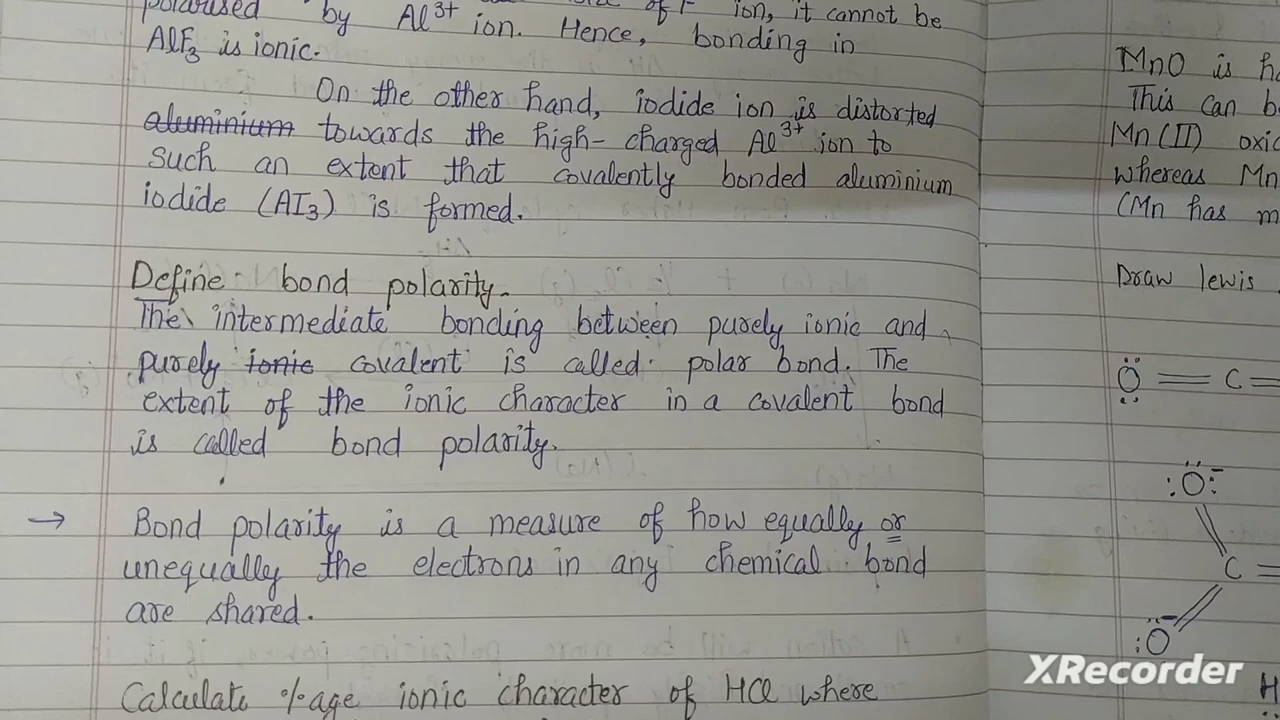 polarised by Al3+ ion. of F- ion, it cannot be
Hence, bonding in
AlF3 is ionic.
On the other hand, iodide ion is distorted
aluminium towards the high-charged Al3+ ion to
such an extent that covalently bonded aluminium
iodide (AI3) is formed.
Define bond polarity.
The intermediate bonding between purely ionic and
purely ionic covalent is called polar bond. The
extent of the ionic character in a covalent bond
is called bond polarity.
→ Bond polarity is a measure of how equally or
unequally the electrons in any chemical bond
are shared.
Calculate %age ionic character of HCl where
MnO is
This can
Mn(II)
whereas Mn
(Mn has
Draw lewis
:Ö = C =
:Ö:-
C =
:Ö-
H
XRecorder